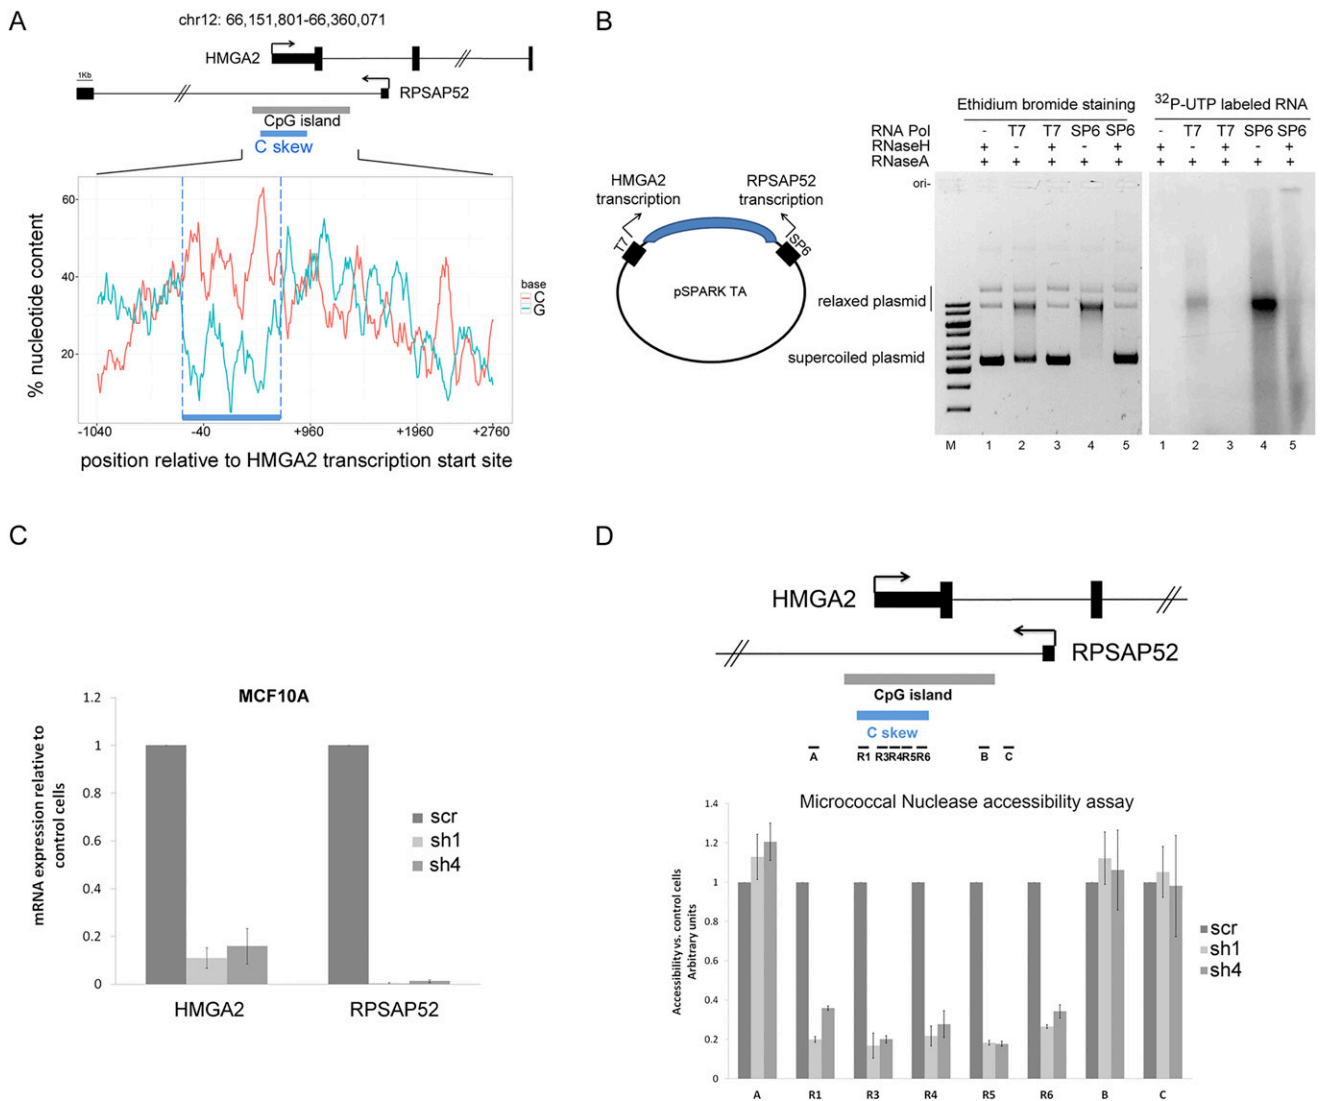 A
chr12: 66,151,801-66,360,071
HMGA2
1Kb
RPSAP52
CpG island
C skew
% nucleotide content
60
40
20
base
C
G
-1040 -40 +960 +1960 +2760
position relative to HMGA2 transcription start site
B
Ethidium bromide staining 32P-UTP labeled RNA
RNA Pol - T7 T7 SP6 SP6 - T7 T7 SP6 SP6
RNaseH + + + + + +
RNaseA + + + + + + + + + +
ori-
HMGA2 transcription
RPSAP52 transcription
T7
SP6
pSPARK TA
relaxed plasmid
supercoiled plasmid
M 1 2 3 4 5 1 2 3 4 5
C
MCF10A
mRNA expression relative to
control cells
1.2
1
0.8
0.6
0.4
0.2
0
scr
sh1
sh4
HMGA2 RPSAP52
D
HMGA2
RPSAP52
CpG island
C skew
A R1 R3 R4 R5 R6 B C
Micrococcal Nuclease accessibility assay
Accessibility vs. control cells
Arbitrary units
1.4
1.2
1
0.8
0.6
0.4
0.2
0
scr
sh1
sh4
A R1 R3 R4 R5 R6 B C